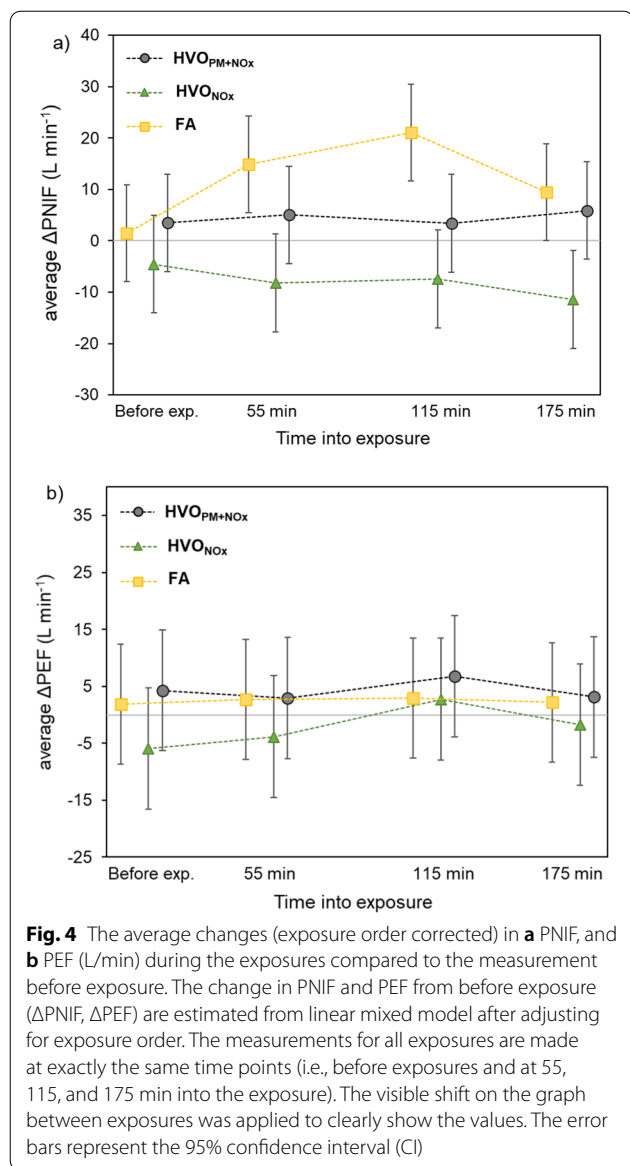 a)
40
30
20
10
0
-10
-20
-30
average ΔPNIF (L min⁻¹)
HVO_PM+NOx
HVO_NOx
FA
Before exp. 55 min 115 min 175 min
Time into exposure
b)
35
25
15
5
-5
-15
-25
average ΔPEF (L min⁻¹)
HVO_PM+NOx
HVO_NOx
FA
Before exp. 55 min 115 min 175 min
Time into exposure
Fig. 4 The average changes (exposure order corrected) in a PNIF, and
b PEF (L/min) during the exposures compared to the measurement
before exposure. The change in PNIF and PEF from before exposure
(ΔPNIF, ΔPEF) are estimated from linear mixed model after adjusting
for exposure order. The measurements for all exposures are made
at exactly the same time points (i.e., before exposures and at 55,
115, and 175 min into the exposure). The visible shift on the graph
between exposures was applied to clearly show the values. The error
bars represent the 95% confidence interval (CI)